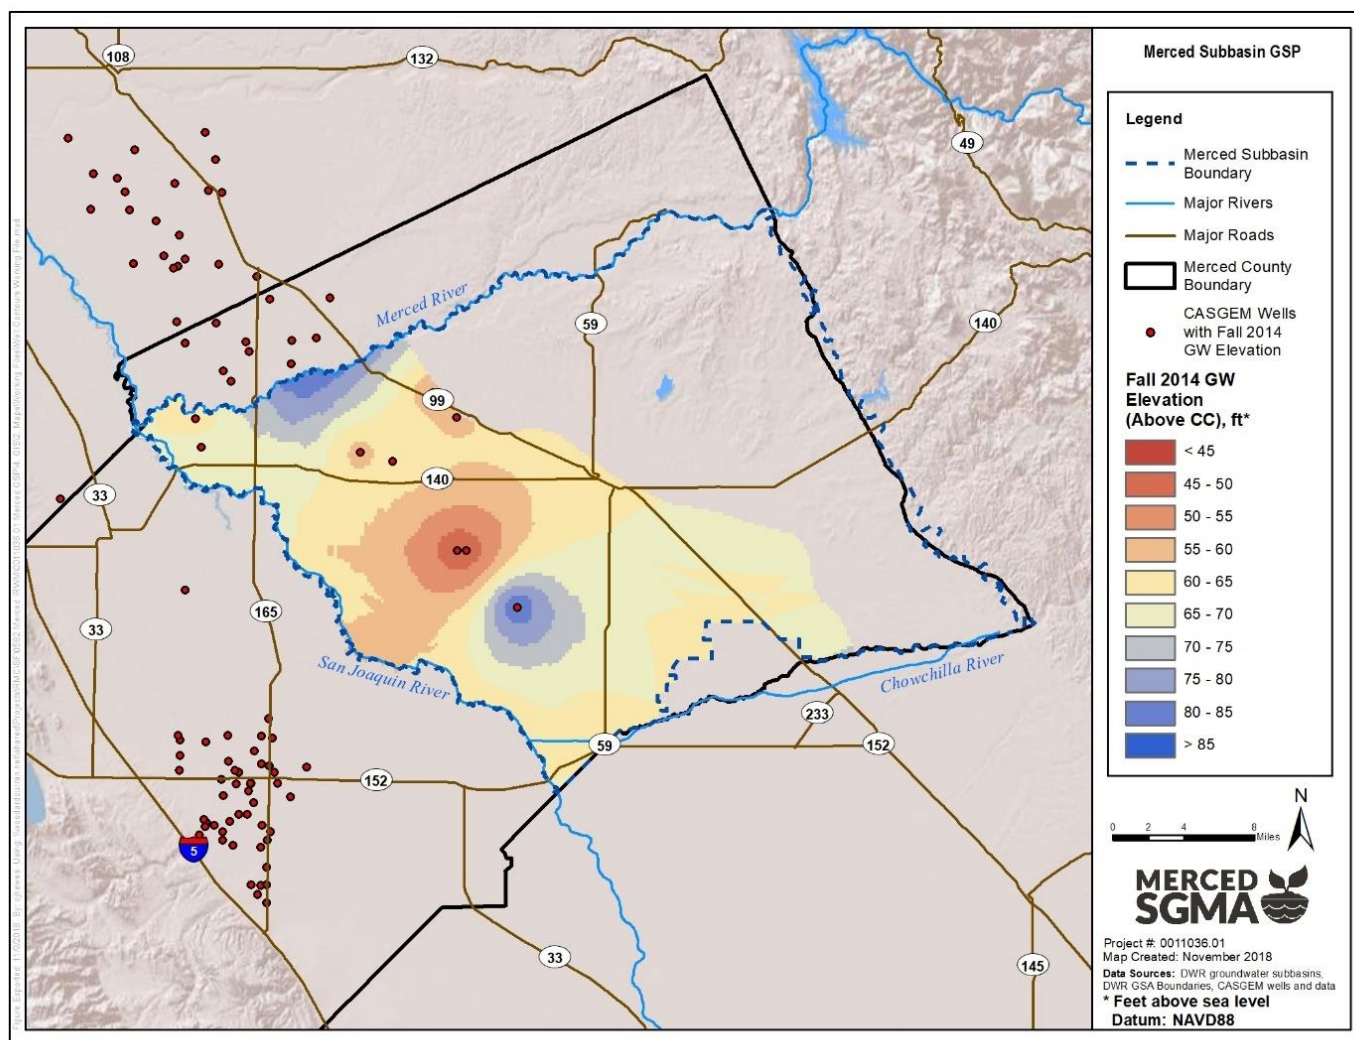 Merced Subbasin GSP
Legend
Merced Subbasin
Boundary
Major Rivers
Major Roads
Merced County
Boundary
CASGEM Wells
with Fall 2014
GW Elevation
Fall 2014 GW
Elevation
(Above CC), ft*
< 45
45 - 50
50 - 55
55 - 60
60 - 65
65 - 70
70 - 75
75 - 80
80 - 85
> 85
0 2 4 8 Miles
N
MERCED
SGMA
Project #: 0011036.01
Map Created: November 2018
Data Sources: DWR groundwater subbasins,
DWR GSA Boundaries, CASGEM wells and data
* Feet above sea level
Datum: NAVD88
108
132
49
Merced River
59
140
99
140
33
165
33
San Joaquin River
Chowchilla River
233
59
152
152
5
33
145